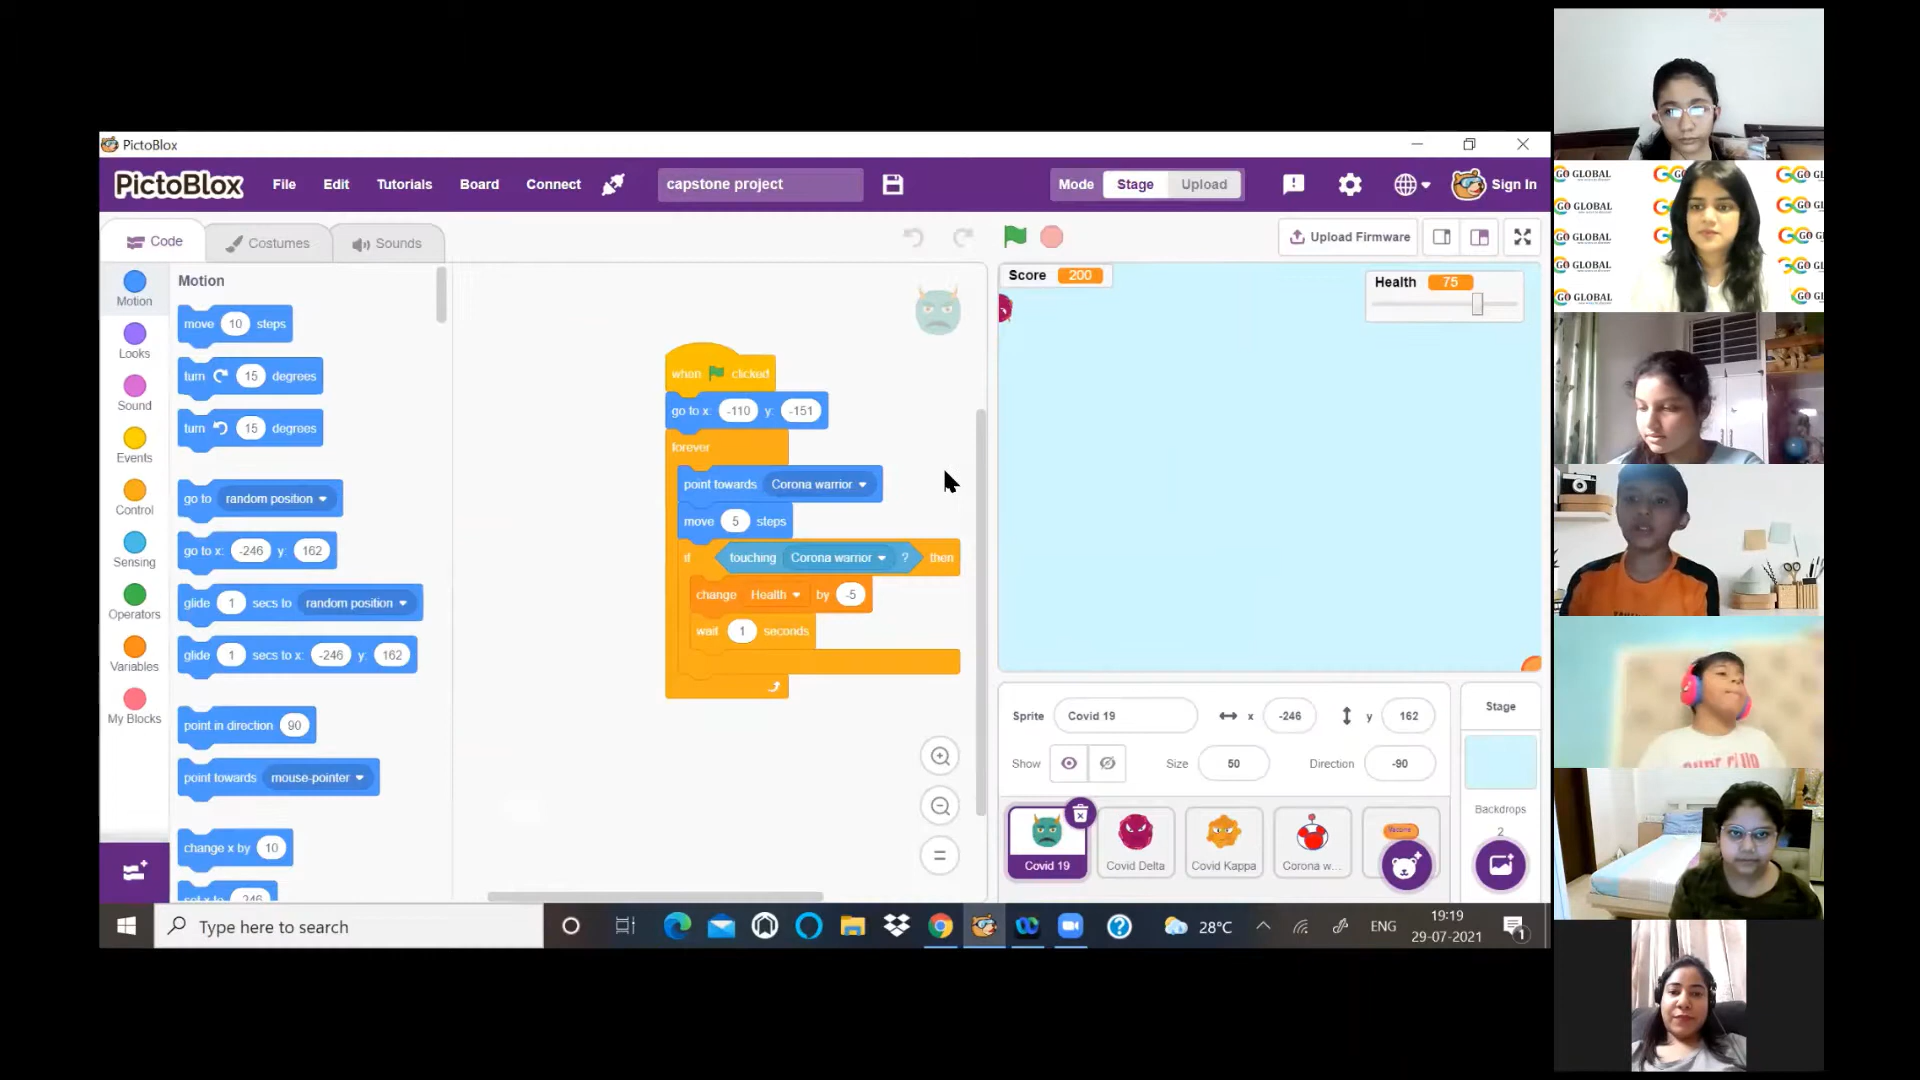 PictoBlox
PictoBlox File Edit Tutorials Board Connect capstone project Mode Stage Upload Sign In
Code Costumes Sounds
Upload Firmware
Motion
Looks
Sound
Events
Control
Sensing
Operators
Variables
My Blocks
Motion
move 10 steps
turn 15 degrees
turn 15 degrees
go to random position
go to x: -246 y: 162
glide 1 secs to random position
glide 1 secs to x: -246 y: 162
point in direction 90
point towards mouse-pointer
change x by 10
set x to -246
when clicked
go to x: -110 y: -151
forever
point towards Corona warrior
move 5 steps
if touching Corona warrior ? then
change Health by -5
wait 1 seconds
Score 200
Health 75
Sprite Covid 19 x -246 y 162
Show Size 50 Direction -90
Covid 19
Covid Delta
Covid Kappa
Corona w...
Stage
Backdrops
2
Type here to search
28°C ENG
19:19
29-07-2021
1
GO GLOBAL
GO GLOBAL
GO GLOBAL
GO GLOBAL
GO GLOBAL